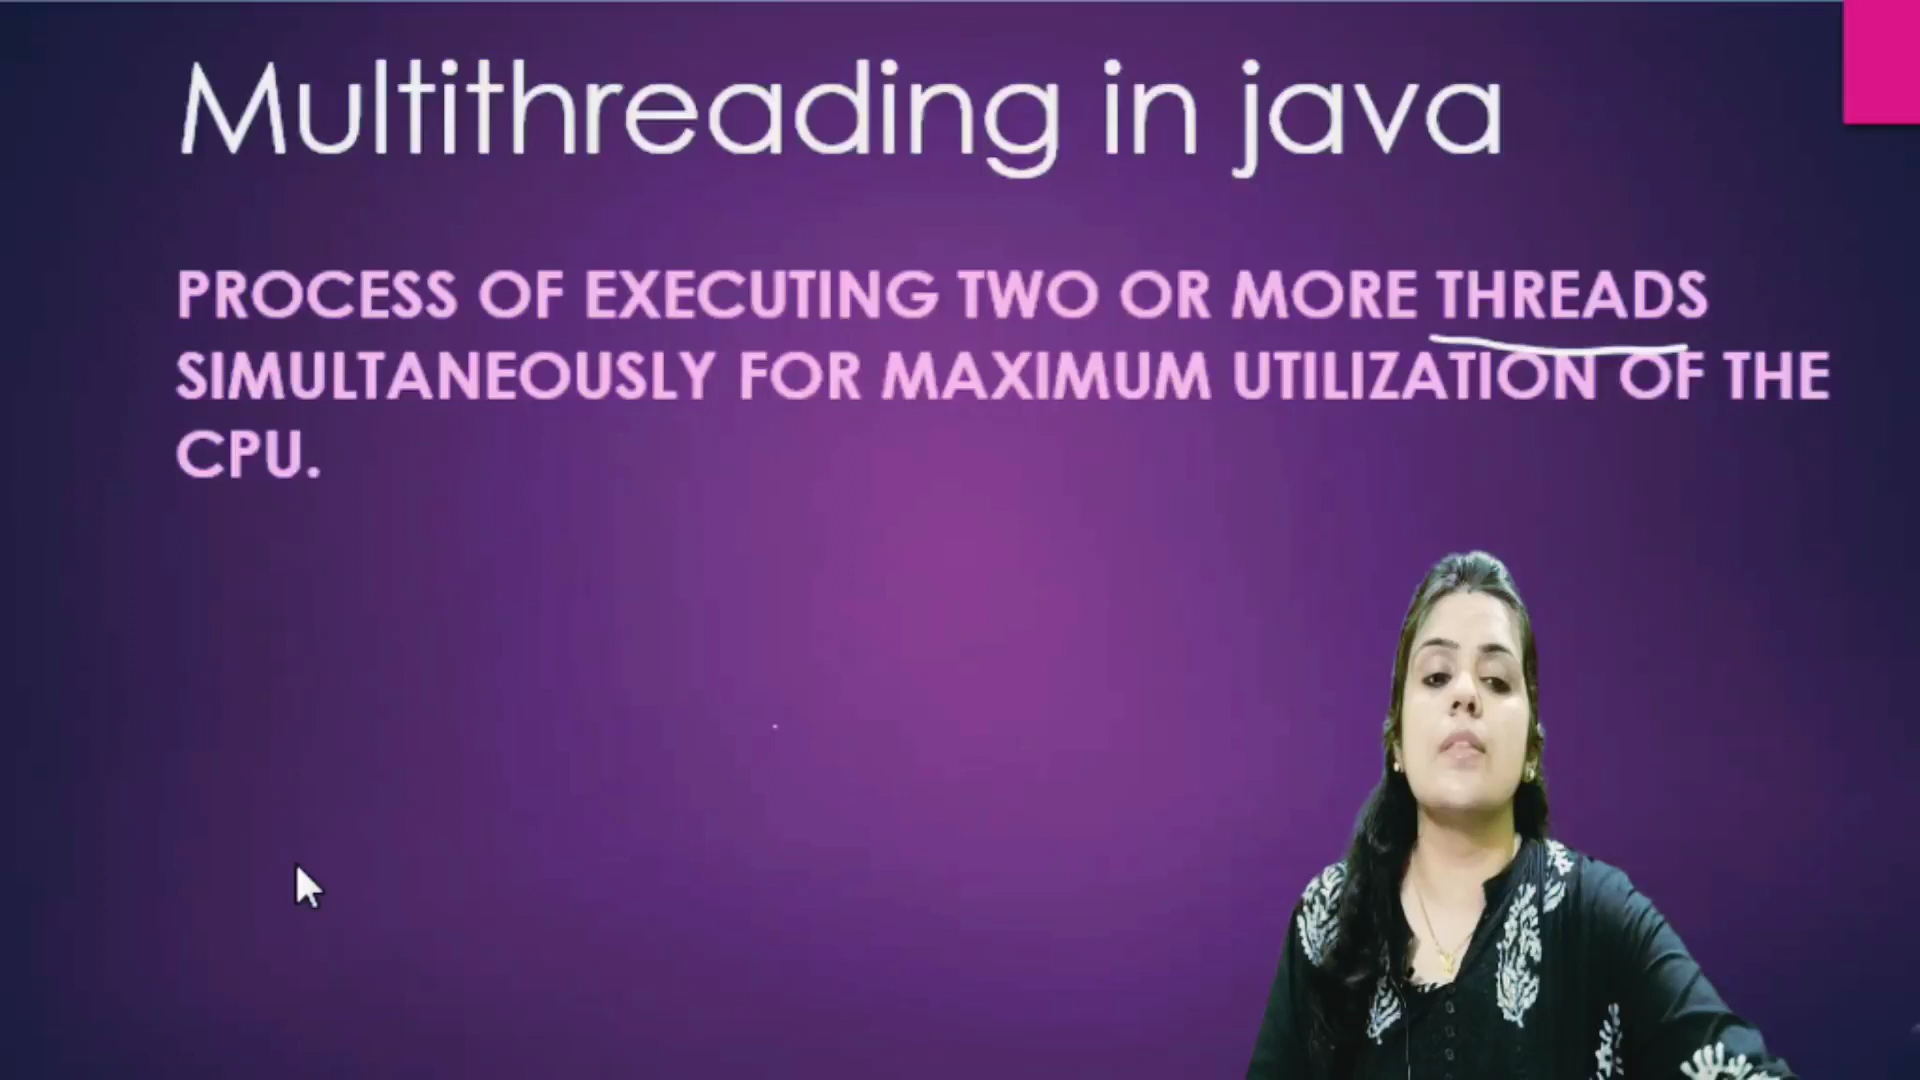 Multithreading in java
PROCESS OF EXECUTING TWO OR MORE THREADS
SIMULTANEOUSLY FOR MAXIMUM UTILIZATION OF THE
CPU.